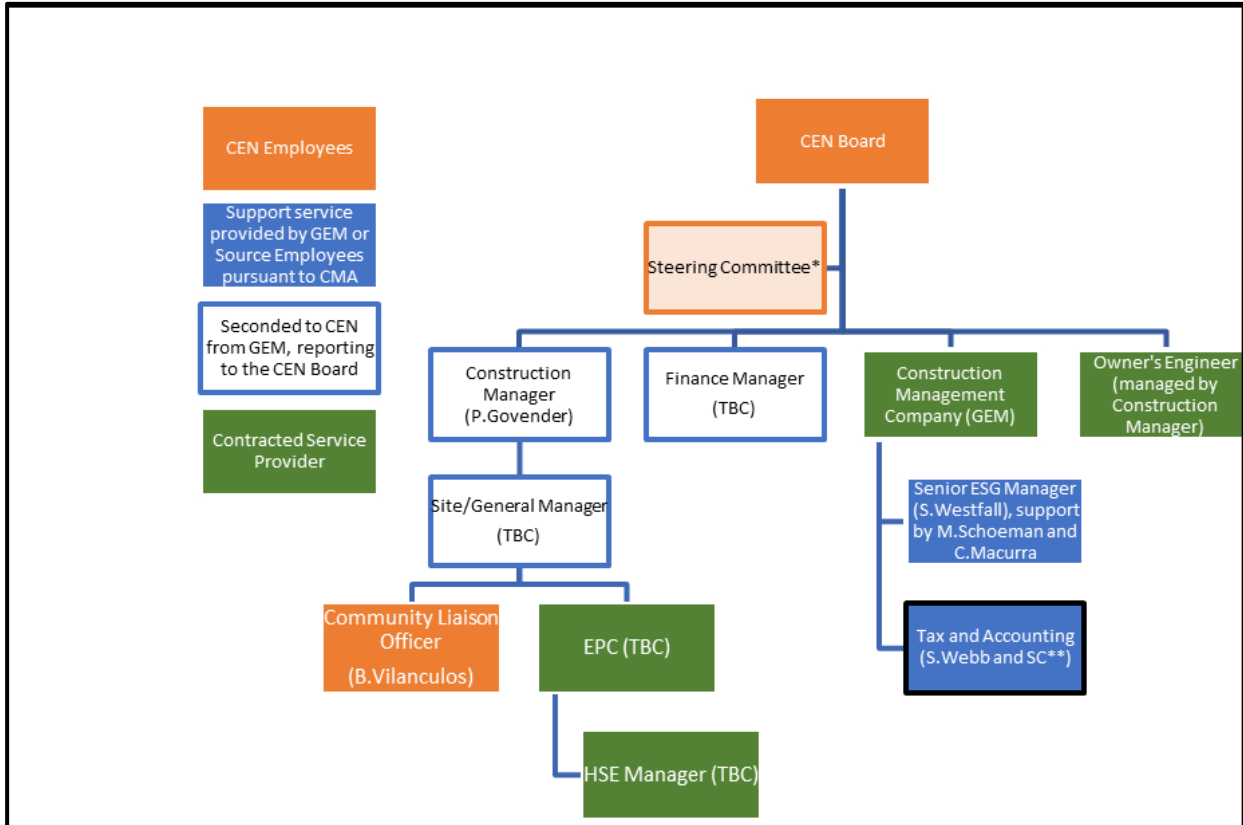 CEN Employees
Support service
provided by GEM or
Source Employees
pursuant to CMA
Seconded to CEN
from GEM, reporting
to the CEN Board
Contracted Service
Provider
CEN Board
Steering Committee*
Construction
Manager
(P.Govender)
Finance Manager
(TBC)
Construction
Management
Company (GEM)
Owner's Engineer
(managed by
Construction
Manager)
Site/General Manager
(TBC)
Senior ESG Manager
(S.Westfall), support
by M.Schoeman and
C.Macurra
Community Liaison
Officer
(B.Vilanculos)
EPC (TBC)
Tax and Accounting
(S.Webb and SC**)
HSE Manager (TBC)